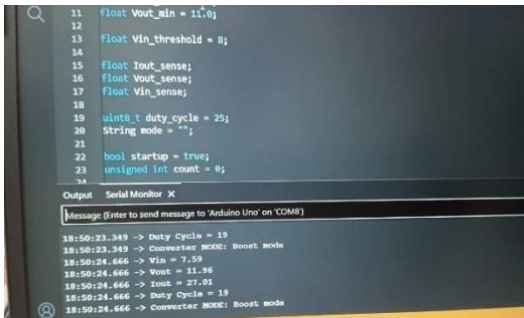 11 float Vout_min = 11.0;
12
13 float Vin_threshold = 8;
14
15 float Iout_sense;
16 float Vout_sense;
17 float Vin_sense;
18
19 uint8_t duty_cycle = 25;
20 String mode = "";
21
22 bool startup = true;
23 unsigned int count = 0;
24
Output Serial Monitor X
Message (Enter to send message to 'Arduino Uno' on 'COM8')
18:50:23.349 -> Duty Cycle = 19
18:50:23.349 -> Converter MODE: Boost mode
18:50:24.666 -> Vin = 7.59
18:50:24.666 -> Vout = 11.96
18:50:24.666 -> Iout = 27.01
18:50:24.666 -> Duty Cycle = 19
18:50:24.666 -> Converter MODE: Boost mode